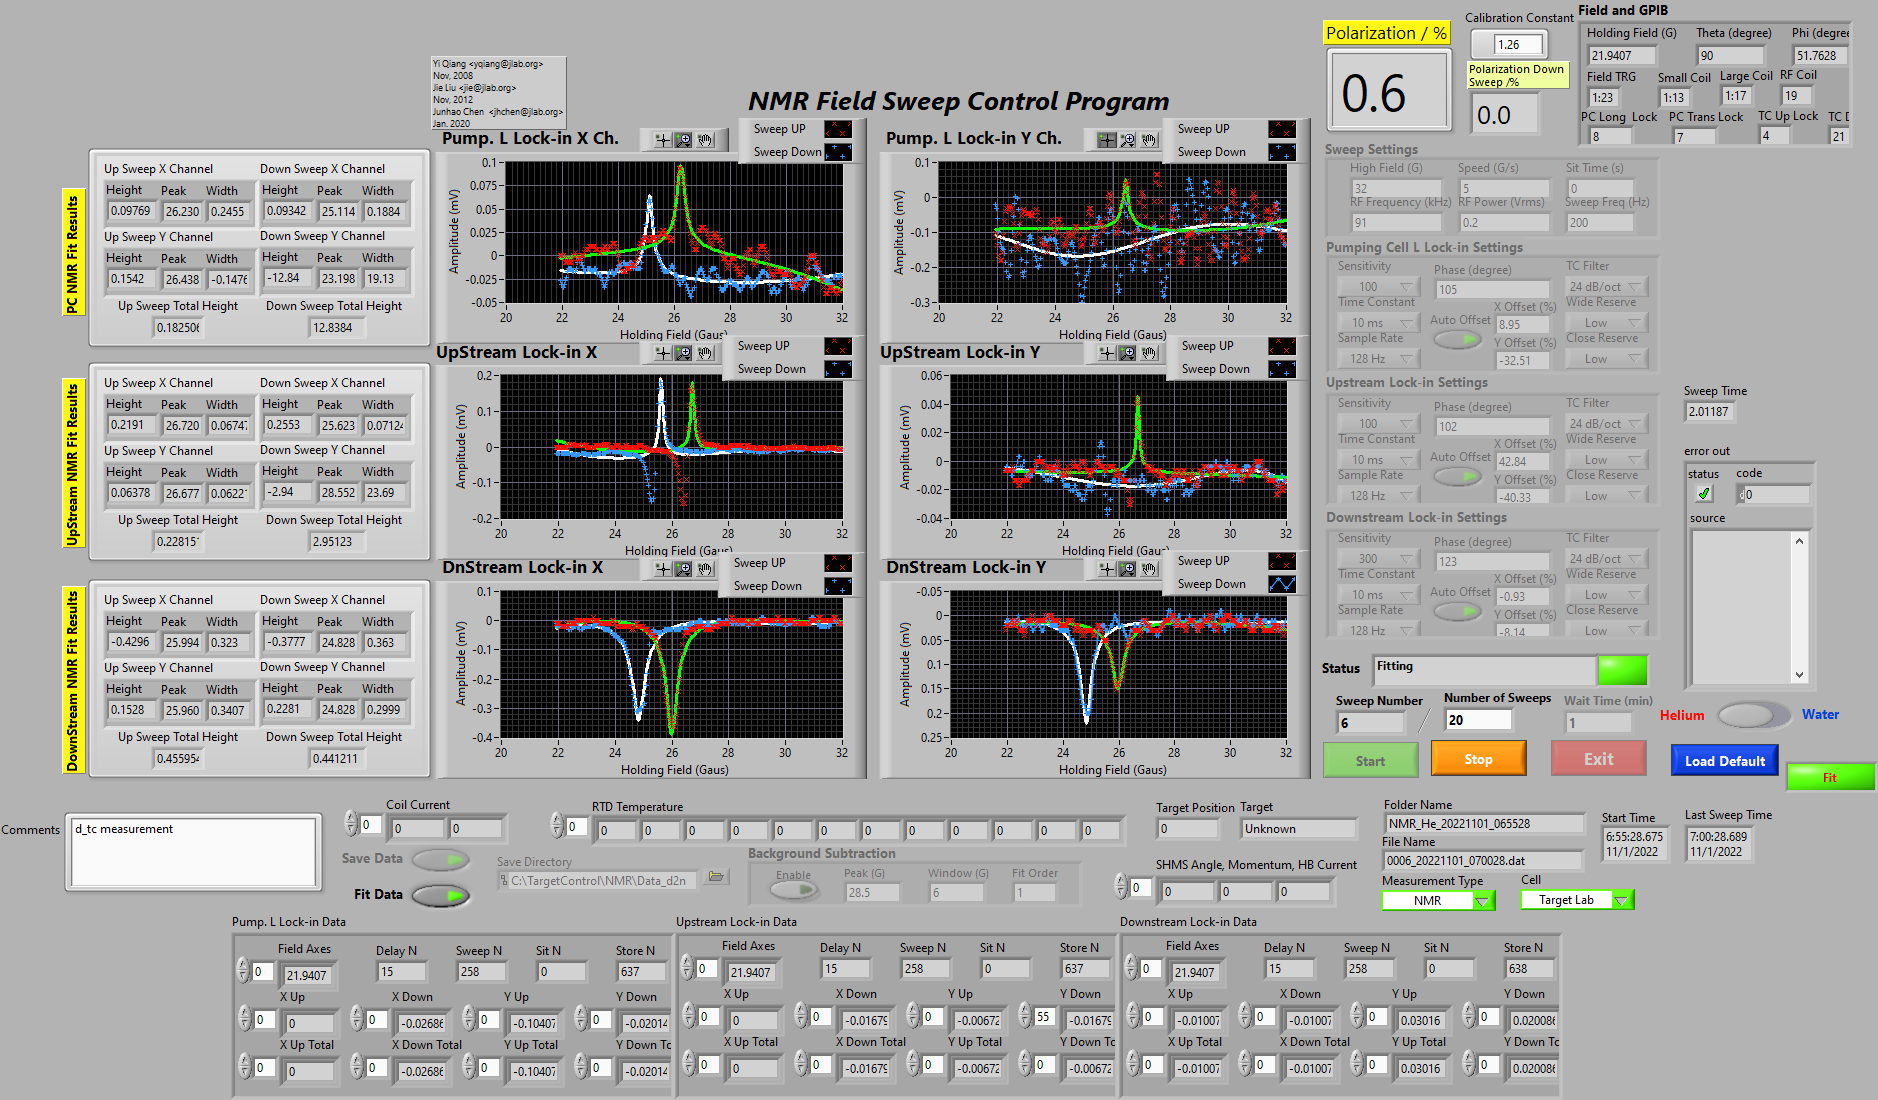 Yi Qiang <yqiang@jlab.org>
Nov, 2008
Jie Liu <jie@jlab.org>
Nov, 2012
Junhao Chen <jhchen@jlab.org>
Jan. 2020
NMR Field Sweep Control Program
Polarization / %
0.6
Calibration Constant
1.26
Polarization Down
Sweep /%
0.0
Field and GPIB
Holding Field (G) Theta (degree) Phi (degree
21.9407 90 51.7628
Field TRG Small Coil Large Coil RF Coil
1:23 1:13 1:17 19
PC Long Lock PC Trans Lock TC Up Lock TC D
8 7 4 21
PC NMR Fit Results
Up Sweep X Channel Down Sweep X Channel
Height Peak Width Height Peak Width
0.09769 26.230 0.2455 0.09342 25.114 0.1884
Up Sweep Y Channel Down Sweep Y Channel
Height Peak Width Height Peak Width
0.1542 26.438 -0.1476 -12.84 23.198 19.13
Up Sweep Total Height Down Sweep Total Height
0.182506 12.8384
Pump. L Lock-in X Ch.
Sweep UP
Sweep Down
Amplitude (mV)
0.1
0.075
0.05
0.025
0
-0.025
-0.05
20 22 24 26 28 30 32
Holding Field (Gaus)
Pump. L Lock-in Y Ch.
Sweep UP
Sweep Down
Amplitude (mV)
0.1
0
-0.1
-0.2
-0.3
20 22 24 26 28 30 32
Holding Field (Gaus)
UpStream NMR Fit Results
Up Sweep X Channel Down Sweep X Channel
Height Peak Width Height Peak Width
0.2191 26.720 0.06747 0.2553 25.623 0.07124
Up Sweep Y Channel Down Sweep Y Channel
Height Peak Width Height Peak Width
0.06378 26.677 0.0622 -2.94 28.552 23.69
Up Sweep Total Height Down Sweep Total Height
0.22815 2.95123
UpStream Lock-in X
Sweep UP
Sweep Down
Amplitude (mV)
0.2
0.1
0
-0.1
-0.2
20 22 24 26 28 30 32
Holding Field (Gaus)
UpStream Lock-in Y
Sweep UP
Sweep Down
Amplitude (mV)
0.06
0.04
0.02
0
-0.02
-0.04
20 22 24 26 28 30 32
Holding Field (Gaus)
DownStream NMR Fit Results
Up Sweep X Channel Down Sweep X Channel
Height Peak Width Height Peak Width
-0.4296 25.994 0.323 -0.3777 24.828 0.363
Up Sweep Y Channel Down Sweep Y Channel
Height Peak Width Height Peak Width
0.1528 25.960 0.3407 0.2281 24.828 0.2999
Up Sweep Total Height Down Sweep Total Height
0.455954 0.441211
DnStream Lock-in X
Sweep UP
Sweep Down
Amplitude (mV)
0.1
0
-0.1
-0.2
-0.3
-0.4
20 22 24 26 28 30 32
Holding Field (Gaus)
DnStream Lock-in Y
Sweep UP
Sweep Down
Amplitude (mV)
-0.05
0
0.05
0.1
0.15
0.2
0.25
20 22 24 26 28 30 32
Holding Field (Gaus)
Sweep Settings
High Field (G) Speed (G/s) Sit Time (s)
32 5 0
RF Frequency (kHz) RF Power (Vrms) Sweep Freq (Hz)
91 0.2 200
Pumping Cell L Lock-in Settings
Sensitivity Phase (degree) TC Filter
100 105 24 dB/oct
Time Constant X Offset (%) Wide Reserve
10 ms Auto Offset 8.95 Low
Sample Rate Y Offset (%) Close Reserve
128 Hz -32.51 Low
Upstream Lock-in Settings
Sensitivity Phase (degree) TC Filter
100 102 24 dB/oct
Time Constant X Offset (%) Wide Reserve
10 ms Auto Offset 42.84 Low
Sample Rate Y Offset (%) Close Reserve
128 Hz -40.33 Low
Downstream Lock-in Settings
Sensitivity Phase (degree) TC Filter
300 123 24 dB/oct
Time Constant X Offset (%) Wide Reserve
10 ms Auto Offset -0.93 Low
Sample Rate Y Offset (%) Close Reserve
128 Hz -8.14 Low
Sweep Time
2.01187
error out
status code
0
source
Status Fitting
Sweep Number Number of Sweeps Wait Time (min)
6 / 20 1
Helium Water
Start Stop Exit Load Default Fit
Comments d_tc measurement
Coil Current
0 0 0
Save Data
Fit Data
RTD Temperature
0 0 0 0 0 0 0 0 0 0 0 0 0
Save Directory
C:\TargetControl\NMR\Data_d2n
Background Subtraction
Enable Peak (G) Window (G) Fit Order
28.5 6 1
Target Position Target
0 Unknown
SHMS Angle, Momentum, HB Current
0 0 0 0
Folder Name
NMR_He_20221101_065528
File Name
0006_20221101_070028.dat
Measurement Type Cell
NMR Target Lab
Start Time Last Sweep Time
6:55:28.675 7:00:28.689
11/1/2022 11/1/2022
Pump. L Lock-in Data
Field Axes Delay N Sweep N Sit N Store N
0 21.9407 15 258 0 637
X Up X Down Y Up Y Down
0 0 0 -0.02686 0 -0.10407 0 -0.02014
X Up Total X Down Total Y Up Total Y Down To
0 0 0 -0.02686 0 -0.10407 0 -0.02014
Upstream Lock-in Data
Field Axes Delay N Sweep N Sit N Store N
0 21.9407 15 258 0 637
X Up X Down Y Up Y Down
0 0 0 -0.01679 0 -0.00672 55 -0.01679
X Up Total X Down Total Y Up Total Y Down Tc
0 0 0 -0.01679 0 -0.00672 0 -0.01679
Downstream Lock-in Data
Field Axes Delay N Sweep N Sit N Store N
0 21.9407 15 258 0 638
X Up X Down Y Up Y Down
0 -0.01007 0 -0.01007 0 0.03016 0 0.020086
X Up Total X Down Total Y Up Total Y Down Tc
0 -0.01007 0 -0.01007 0 0.03016 0 0.020086